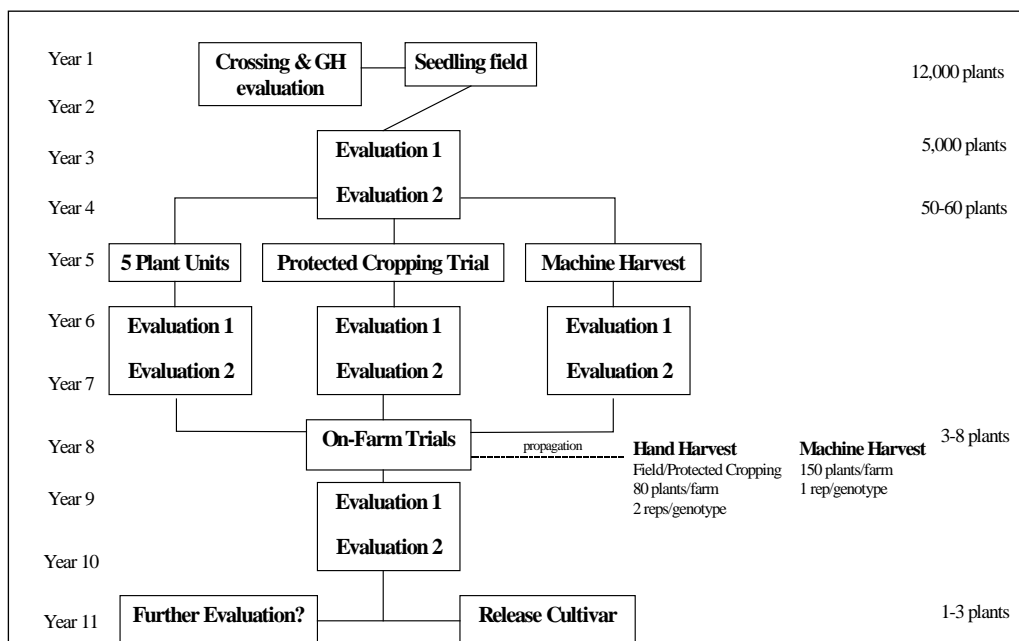 Year 1
Crossing & GH
evaluation
Seedling field
12,000 plants
Year 2
Year 3
Evaluation 1
5,000 plants
Evaluation 2
Year 4
50-60 plants
Year 5
5 Plant Units
Protected Cropping Trial
Machine Harvest
Year 6
Evaluation 1
Evaluation 1
Evaluation 1
Evaluation 2
Evaluation 2
Evaluation 2
Year 7
Year 8
On-Farm Trials
propagation
3-8 plants
Hand Harvest
Field/Protected Cropping
80 plants/farm
2 reps/genotype
Machine Harvest
150 plants/farm
1 rep/genotype
Year 9
Evaluation 1
Evaluation 2
Year 10
Year 11
Further Evaluation?
Release Cultivar
1-3 plants